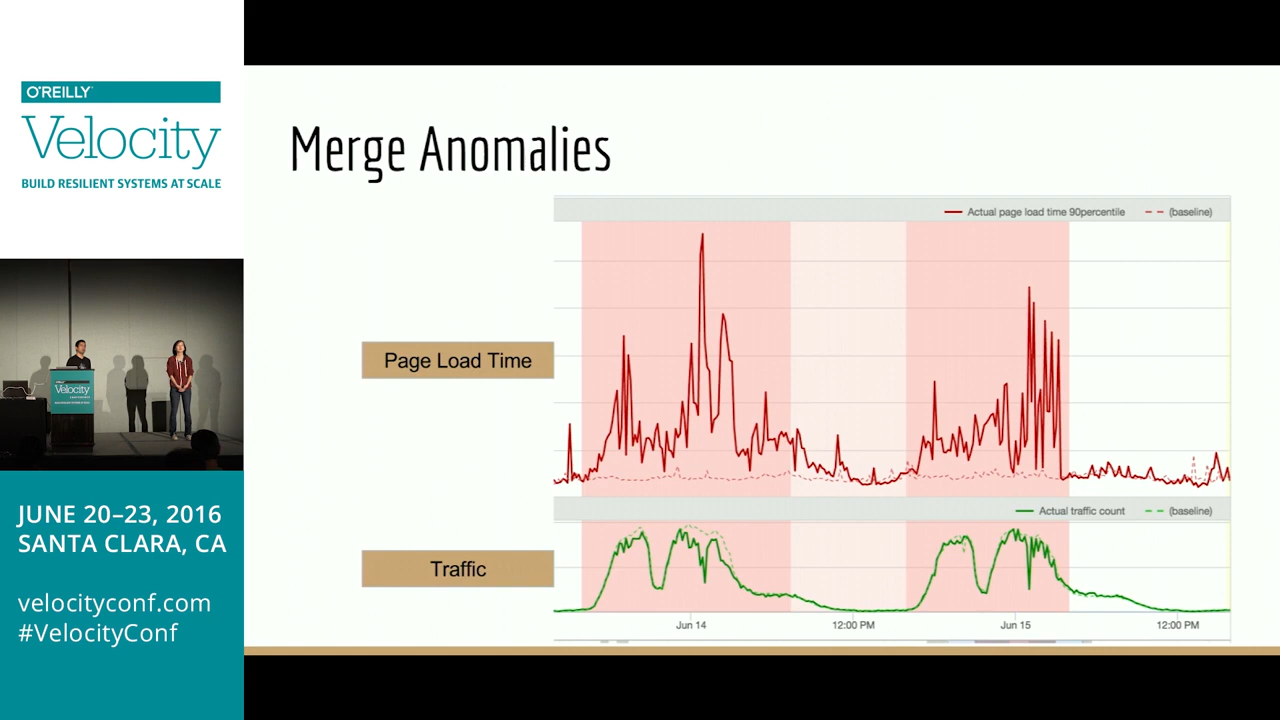 O'REILLY
Velocity
BUILD RESILIENT SYSTEMS AT SCALE
Velocity
JUNE 20–23, 2016
SANTA CLARA, CA
velocityconf.com
#VelocityConf
Merge Anomalies
Actual page load time 90percentile
(baseline)
Page Load Time
Actual traffic count
(baseline)
Traffic
Jun 14
12:00 PM
Jun 15
12:00 PM